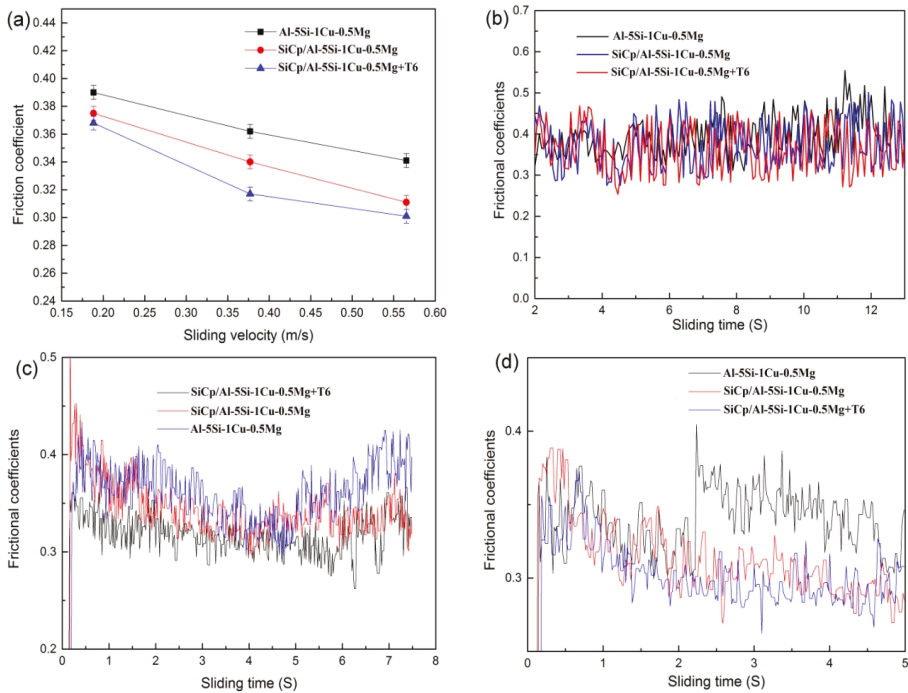 (a)
Al-5Si-1Cu-0.5Mg
SiCp/Al-5Si-1Cu-0.5Mg
SiCp/Al-5Si-1Cu-0.5Mg+T6
0.44
0.42
0.40
0.38
0.36
0.34
0.32
0.30
0.28
0.26
0.24
Friction coefficient
0.15 0.20 0.25 0.30 0.35 0.40 0.45 0.50 0.55 0.60
Sliding velocity (m/s)
(b)
Al-5Si-1Cu-0.5Mg
SiCp/Al-5Si-1Cu-0.5Mg
SiCp/Al-5Si-1Cu-0.5Mg+T6
0.7
0.6
0.5
0.4
0.3
0.2
0.1
0.0
Frictional coefficients
2 4 6 8 10 12
Sliding time (S)
(c)
SiCp/Al-5Si-1Cu-0.5Mg+T6
SiCp/Al-5Si-1Cu-0.5Mg
Al-5Si-1Cu-0.5Mg
0.5
0.4
0.3
0.2
Frictional coefficients
0 1 2 3 4 5 6 7 8
Sliding time (S)
(d)
Al-5Si-1Cu-0.5Mg
SiCp/Al-5Si-1Cu-0.5Mg
SiCp/Al-5Si-1Cu-0.5Mg+T6
0.4
0.3
Frictional coefficients
0 1 2 3 4 5
Sliding time (S)